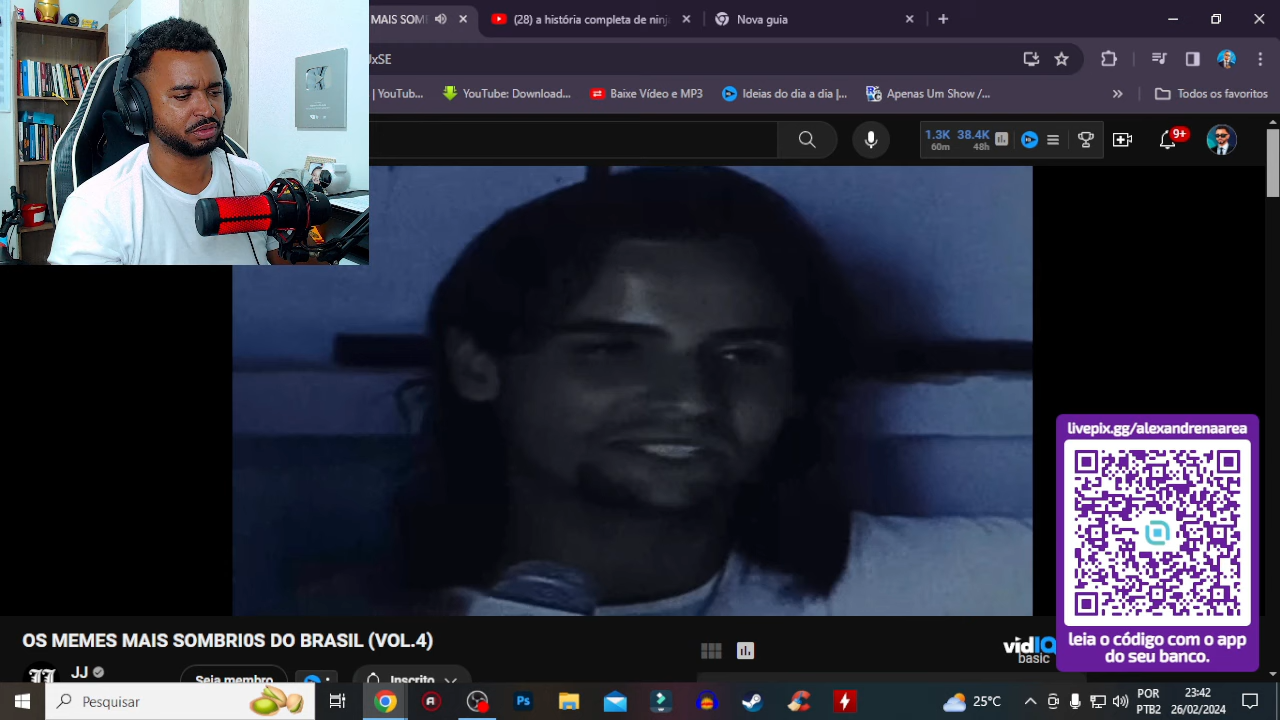 MAIS SOM
(28) a história completa de ninj
Nova guia
JxSE
| YouTub...
YouTube: Download...
Baixe Vídeo e MP3
Ideias do dia a dia |...
Apenas Um Show /...
»
Todos os favoritos
1.3K 38.4K
60m 48h
9+
livepix.gg/alexandrenaarea
leia o código com o app
do seu banco.
OS MEMES MAIS SOMBRI0S DO BRASIL (VOL.4)
vidIQ
basic
JJ
Seja membro
Inscrito
Pesquisar
Ps
25°C
POR
PTB2
23:42
26/02/2024